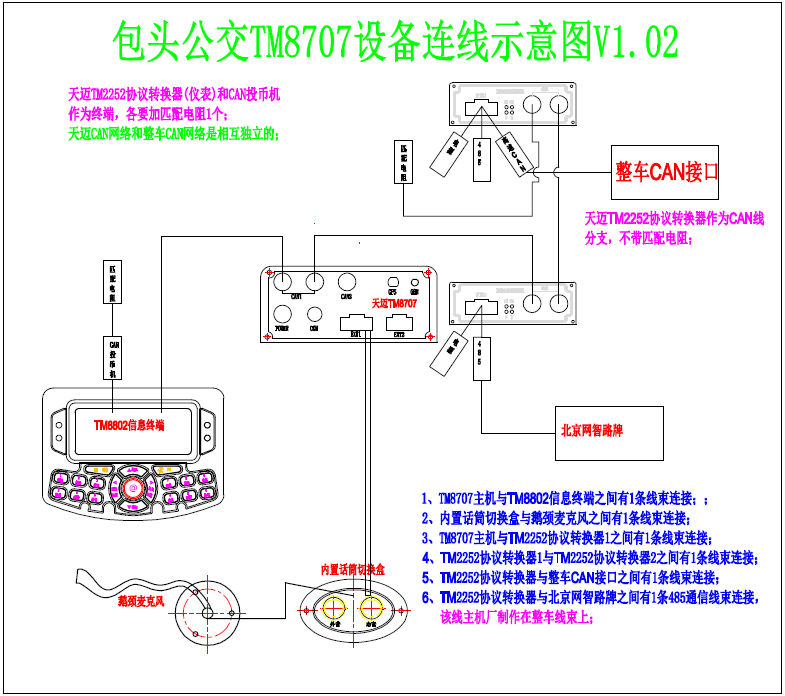 包头公交TM8707设备连线示意图V1.02
天迈TM2252协议转换器(仪表)和CAN投币机
作为终端，各要加匹配电阻1个；
天迈CAN网络和整车CAN网络是相互独立的；
匹配电阻
485
整车CAN接口
天迈TM2252协议转换器作为CAN线
分支，不带匹配电阻；
匹配电阻
CAN投币机
CAN1
CAN2
GPS
GSM
天迈TM8707
POWER
COM
EXT1
EXT2
485
TM8802信息终端
北京网智路牌
1、TM8707主机与TM8802信息终端之间有1条线束连接；；
2、内置话筒切换盒与鹅颈麦克风之间有1条线束连接；
3、TM8707主机与TM2252协议转换器1之间有1条线束连接；
4、TM2252协议转换器1与TM2252协议转换器2之间有1条线束连接；
5、TM2252协议转换器与整车CAN接口之间有1条线束连接；
6、TM2252协议转换器与北京网智路牌之间有1条485通信线束连接，
该线主机厂制作在整车线束上；
内置话筒切换盒
鹅颈麦克风